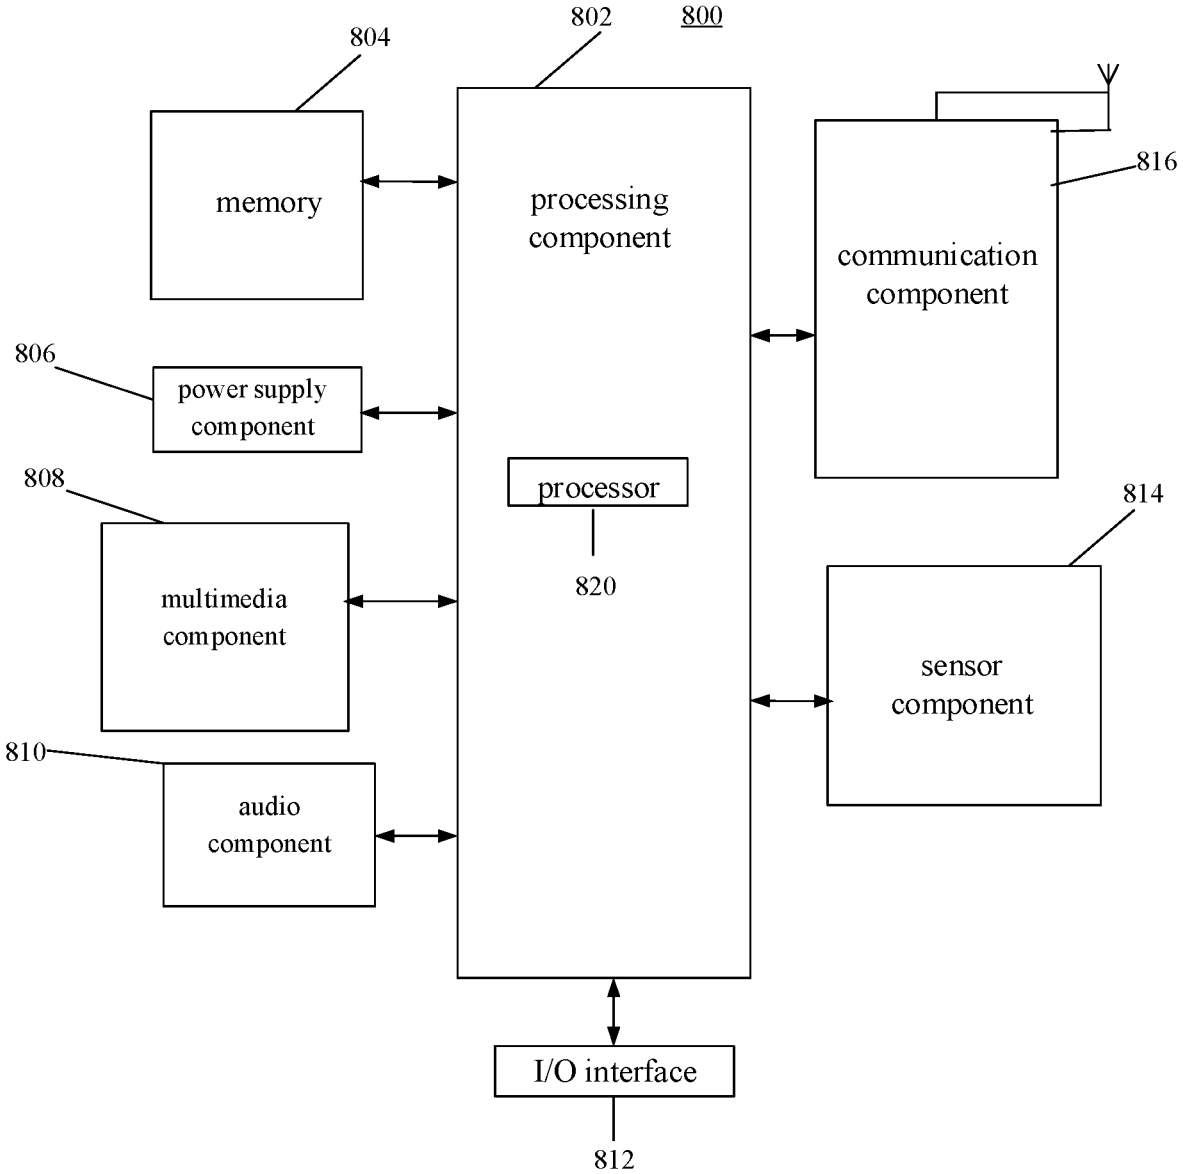 802
800
804
816
memory
processing
component
communication
component
806
power supply
component
808
processor
814
820
multimedia
component
sensor
component
810
audio
component
I/O interface
812